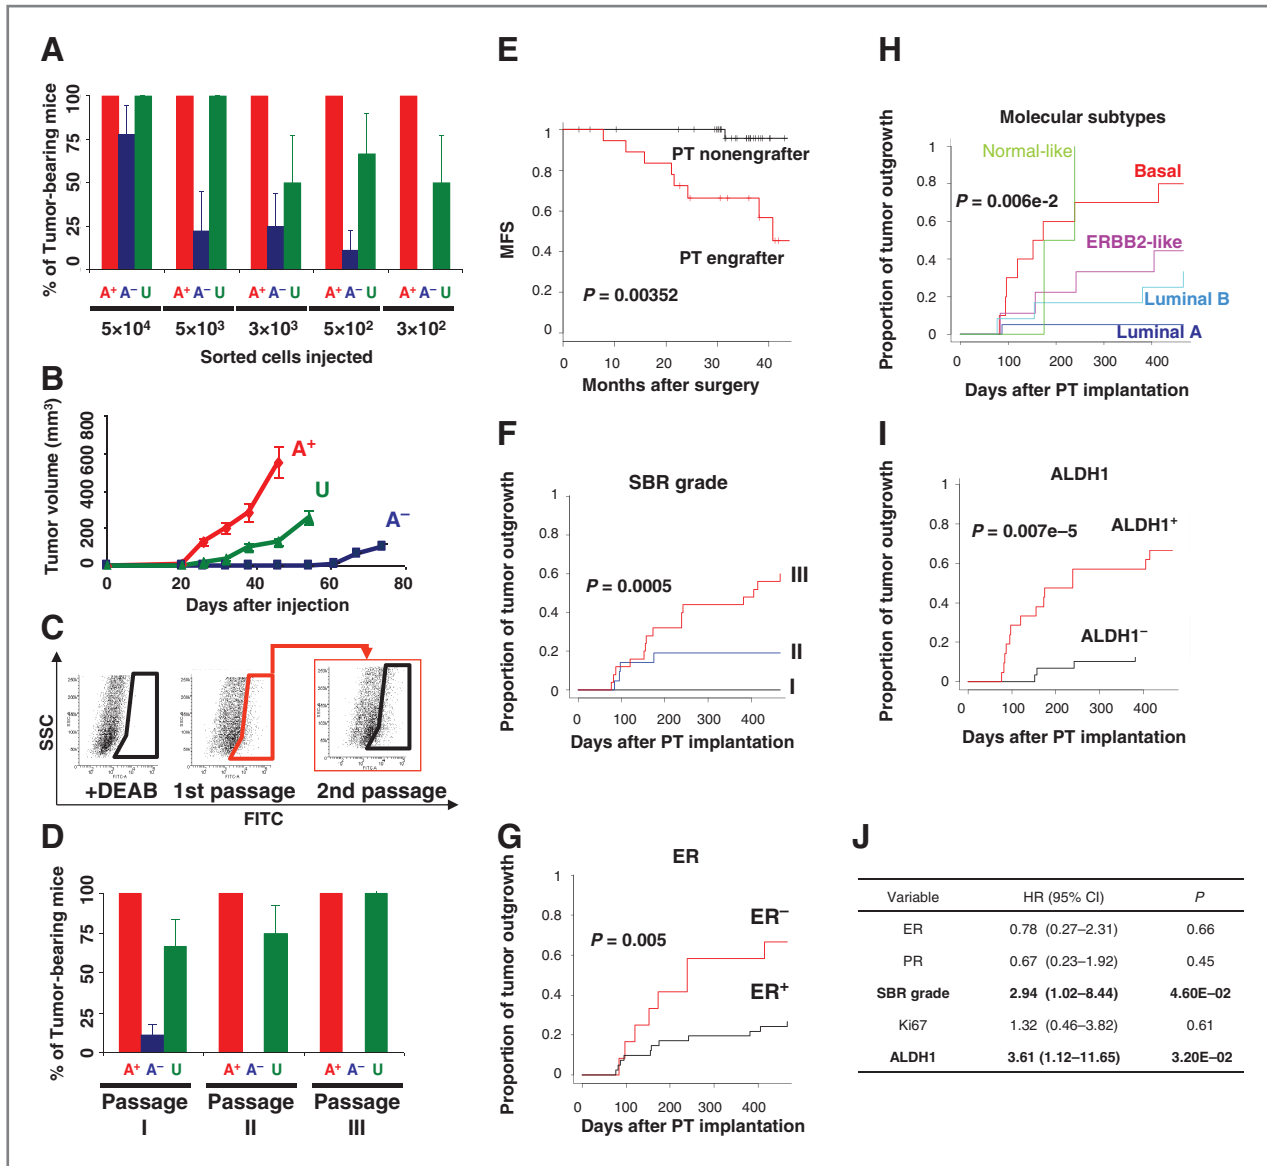 A
% of Tumor-bearing mice
100
75
50
25
0
A+ A− U A+ A− U A+ A− U A+ A− U A+ A− U
5×10⁴ 5×10³ 3×10³ 5×10² 3×10²
Sorted cells injected
B
Tumor volume (mm³)
800
600
400
200
0
A+
U
A−
0 20 40 60 80
Days after injection
C
SSC
+DEAB 1st passage 2nd passage
FITC
D
% of Tumor-bearing mice
100
75
50
25
0
A+ A− U A+ A− U A+ A− U
Passage Passage Passage
I II III
E
MFS
1
0.8
0.6
0.4
0.2
0
PT nonengrafter
PT engrafter
P = 0.00352
0 10 20 30 40
Months after surgery
F
SBR grade
Proportion of tumor outgrowth
1
0.8
0.6
0.4
0.2
0
P = 0.0005
III
II
I
0 100 200 300 400
Days after PT implantation
G
ER
Proportion of tumor outgrowth
1
0.8
0.6
0.4
0.2
0
P = 0.005
ER−
ER+
0 100 200 300 400
Days after PT implantation
H
Molecular subtypes
Proportion of tumor outgrowth
1
0.8
0.6
0.4
0.2
0
Normal-like
Basal
P = 0.006e-2
ERBB2-like
Luminal B
Luminal A
0 100 200 300 400
Days after PT implantation
I
ALDH1
Proportion of tumor outgrowth
1
0.8
0.6
0.4
0.2
0
P = 0.007e–5
ALDH1+
ALDH1−
0 100 200 300 400
Days after PT implantation
J
Variable HR (95% CI) P
ER 0.78 (0.27–2.31) 0.66
PR 0.67 (0.23–1.92) 0.45
SBR grade 2.94 (1.02–8.44) 4.60E–02
Ki67 1.32 (0.46–3.82) 0.61
ALDH1 3.61 (1.12–11.65) 3.20E–02